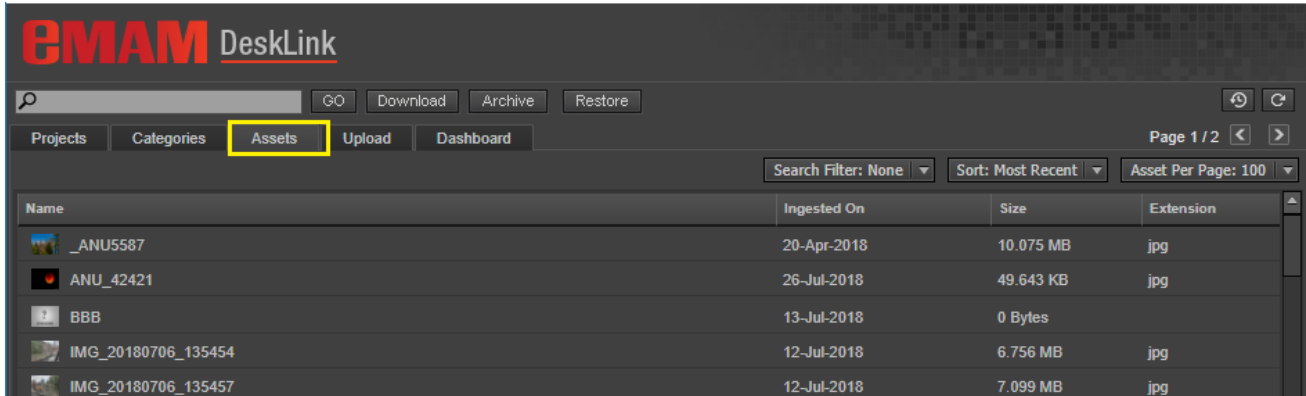 eMAM DeskLink
GO Download Archive Restore
Projects Categories Assets Upload Dashboard Page 1 / 2
Search Filter: None Sort: Most Recent Asset Per Page: 100
Name Ingested On Size Extension
_ANU5587 20-Apr-2018 10.075 MB jpg
ANU_42421 26-Jul-2018 49.643 KB jpg
BBB 13-Jul-2018 0 Bytes
IMG_20180706_135454 12-Jul-2018 6.756 MB jpg
IMG_20180706_135457 12-Jul-2018 7.099 MB jpg